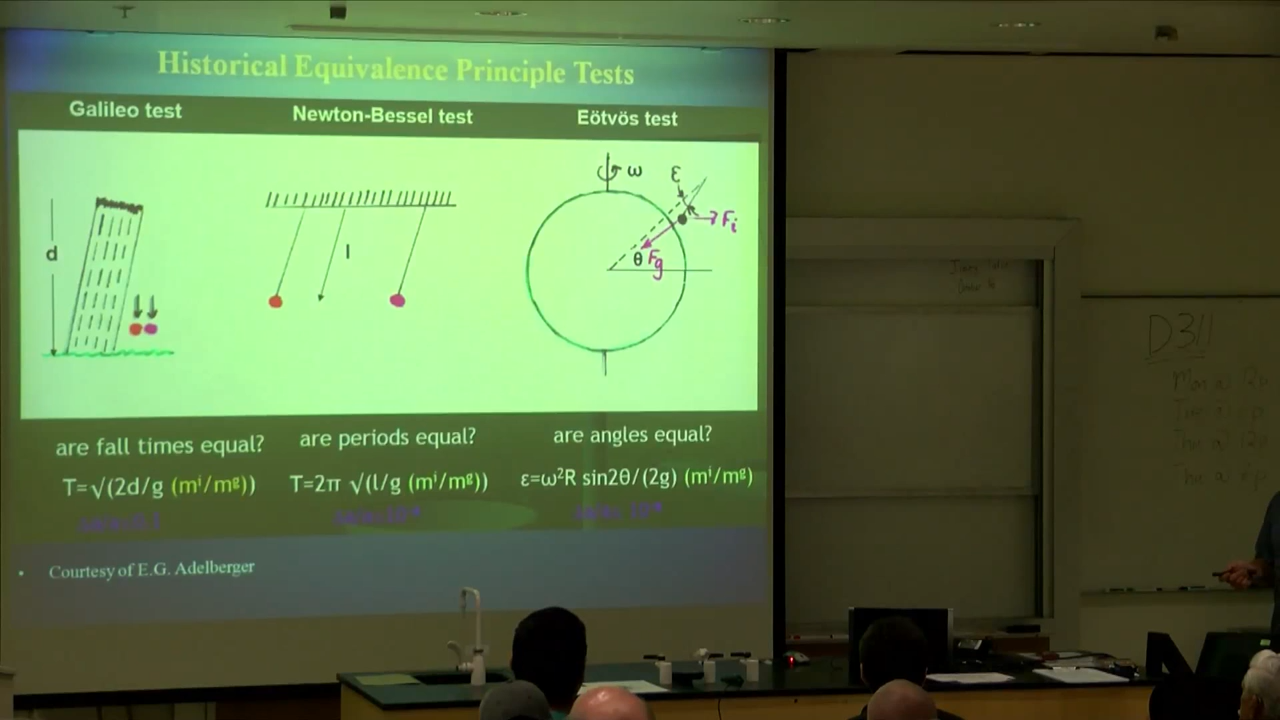 Historical Equivalence Principle Tests
Galileo test
Newton-Bessel test
Eötvös test
d
l
ω
ε
Fi
θ
Fg
are fall times equal?
are periods equal?
are angles equal?
T=√(2d/g (mⁱ/mᵍ))
T=2π √(l/g (mⁱ/mᵍ))
ε=ω²R sin2θ/(2g) (mⁱ/mᵍ)
• Courtesy of E.G. Adelberger
D311